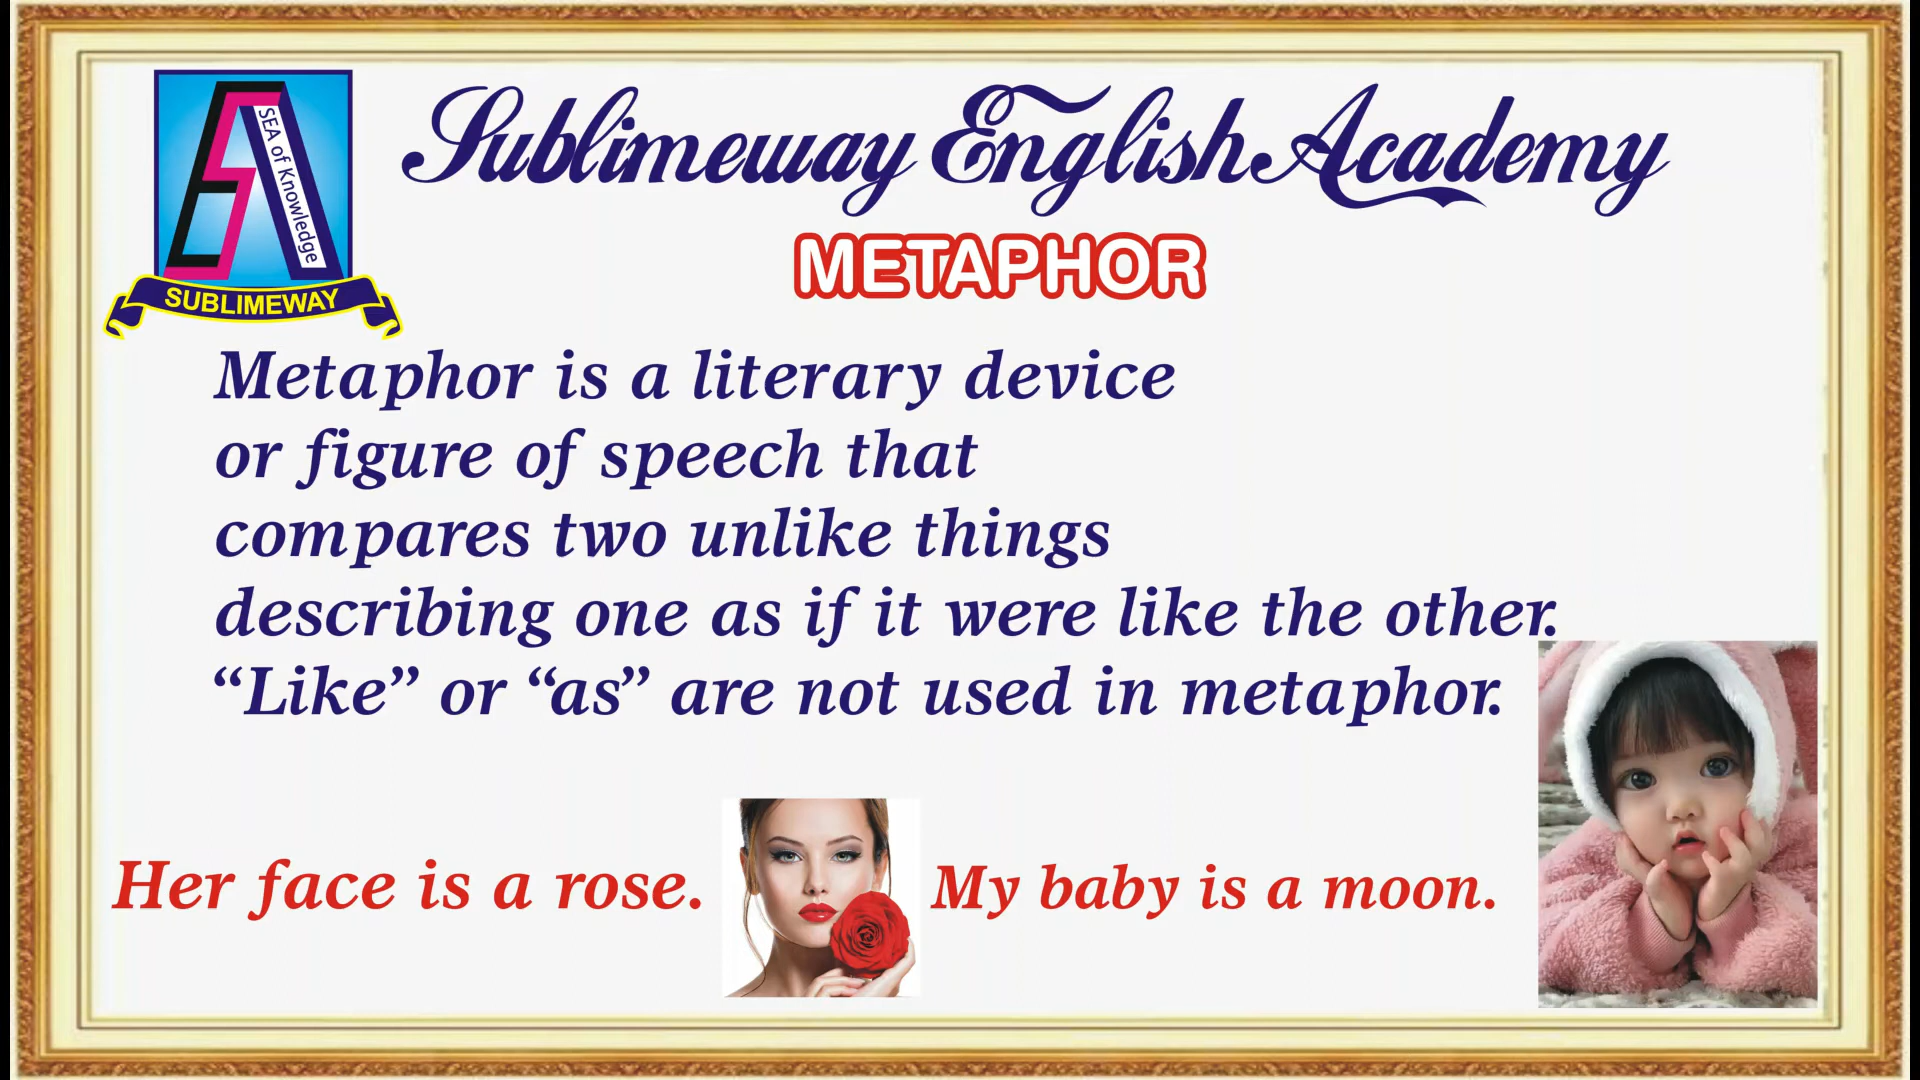 SEA of Knowledge
SUBLIMEWAY
Sublimeway English Academy
METAPHOR
Metaphor is a literary device
or figure of speech that
compares two unlike things
describing one as if it were like the other.
“Like” or “as” are not used in metaphor.
Her face is a rose.
My baby is a moon.